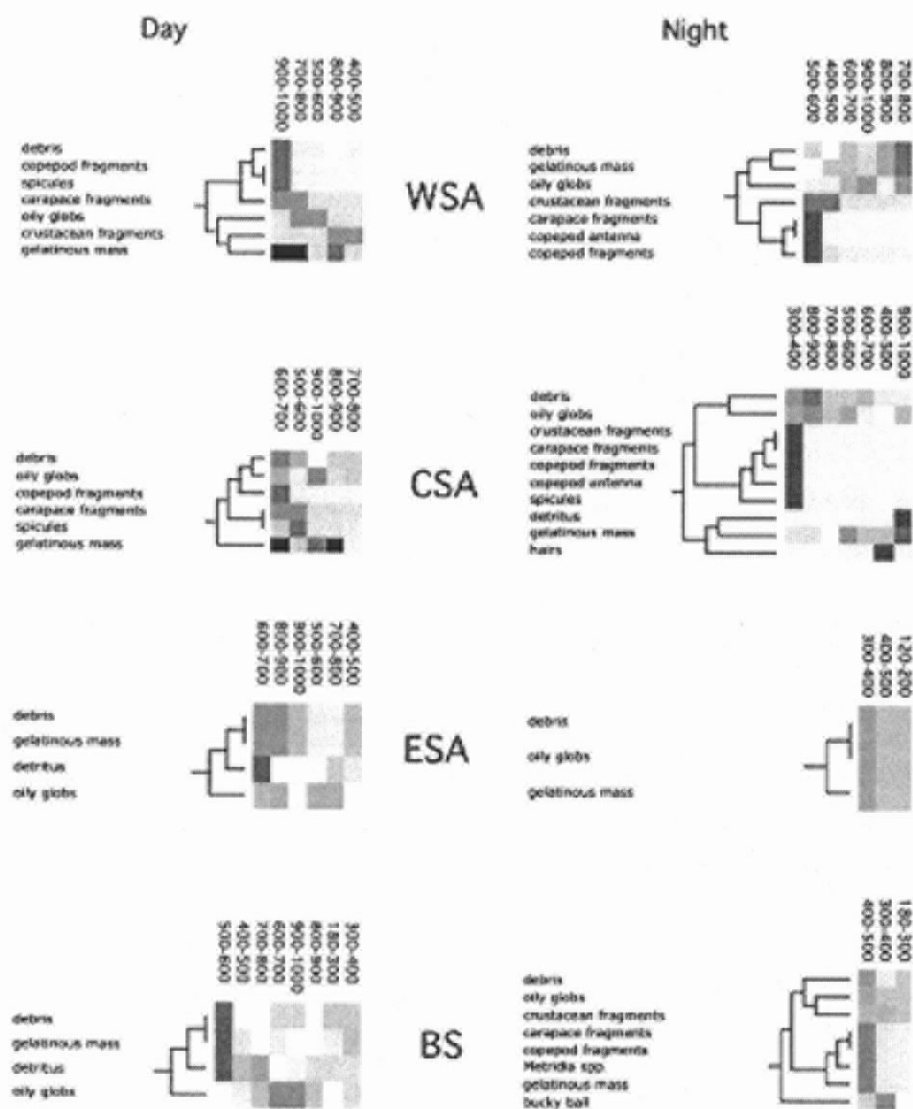 Day
Night
WSA
900-1000
700-800
500-600
800-900
400-500
debris
copepod fragments
spicules
carapace fragments
oily globs
crustacean fragments
gelatinous mass
500-600
400-500
600-700
900-1000
800-900
700-800
debris
gelatinous mass
oily globs
crustacean fragments
carapace fragments
copepod antenna
copepod fragments
CSA
600-700
500-600
900-1000
800-900
700-800
debris
oily globs
copepod fragments
carapace fragments
spicules
gelatinous mass
300-400
800-900
700-800
500-600
600-700
400-500
900-1000
debris
oily globs
crustacean fragments
carapace fragments
copepod fragments
copepod antenna
spicules
detritus
gelatinous mass
hairs
ESA
600-700
800-900
900-1000
500-600
700-800
400-500
debris
gelatinous mass
detritus
oily globs
300-400
400-500
120-200
debris
oily globs
gelatinous mass
BS
500-600
400-500
700-800
600-700
900-1000
800-900
180-300
300-400
debris
gelatinous mass
detritus
oily globs
400-500
300-400
180-300
debris
oily globs
crustacean fragments
carapace fragments
copepod fragments
Metridia spp.
gelatinous mass
bucky ball